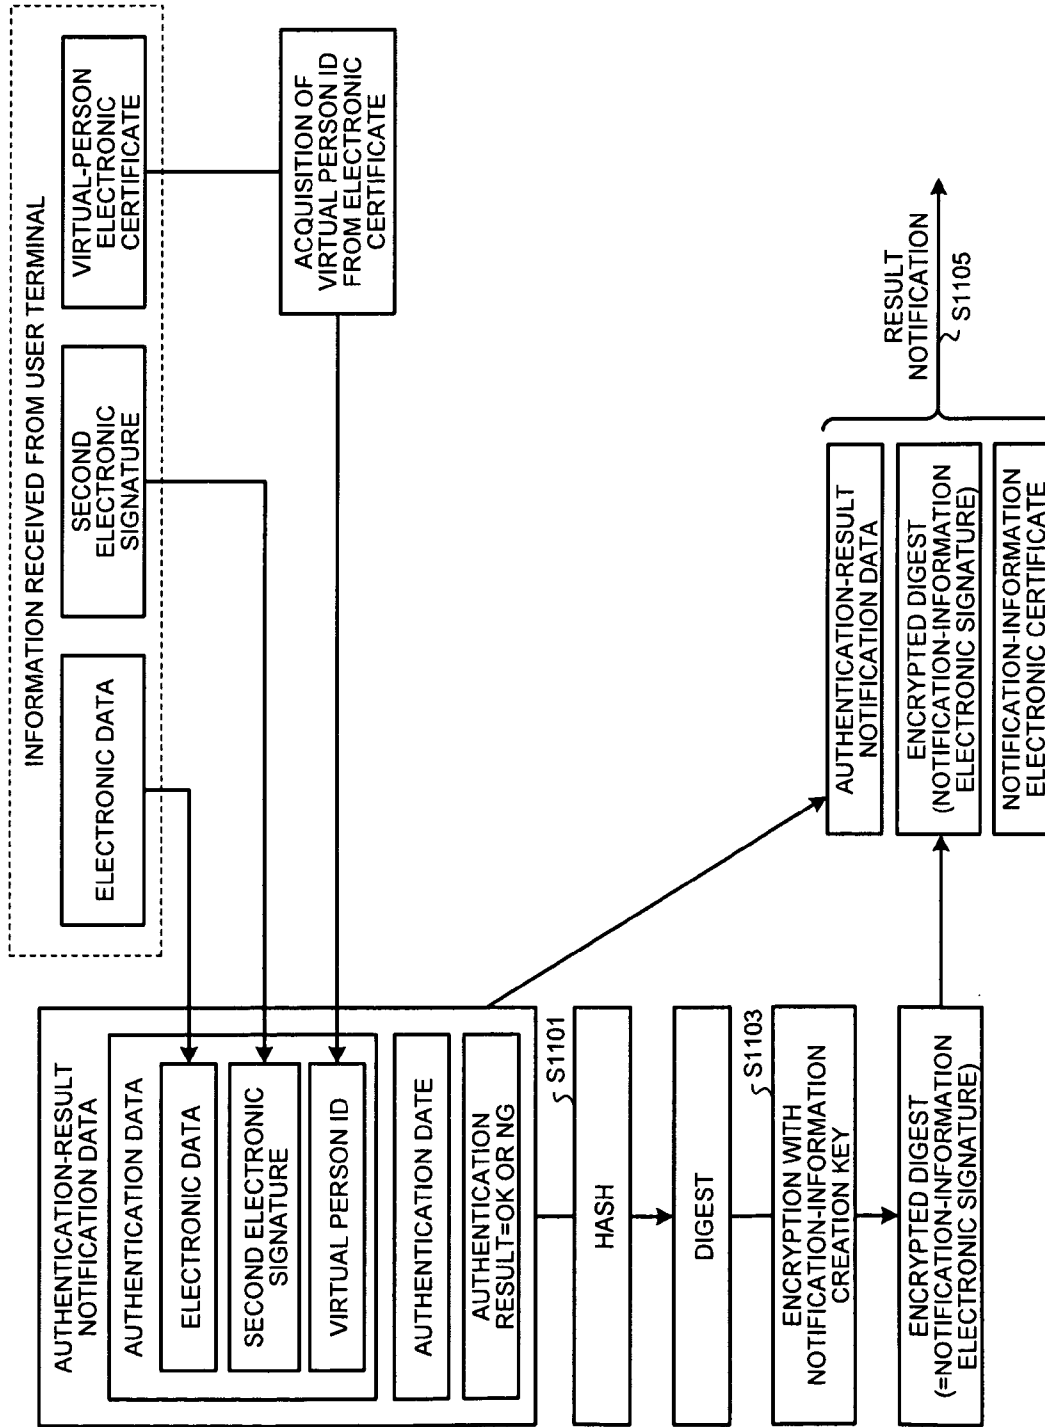 INFORMATION RECEIVED FROM USER TERMINAL
ELECTRONIC DATA
SECOND
ELECTRONIC
SIGNATURE
VIRTUAL-PERSON
ELECTRONIC
CERTIFICATE
ACQUISITION OF
VIRTUAL PERSON ID
FROM ELECTRONIC
CERTIFICATE
AUTHENTICATION-RESULT
NOTIFICATION DATA
AUTHENTICATION DATA
ELECTRONIC DATA
SECOND ELECTRONIC
SIGNATURE
VIRTUAL PERSON ID
AUTHENTICATION DATE
AUTHENTICATION
RESULT=OK OR NG
S1101
HASH
DIGEST
S1103
ENCRYPTION WITH
NOTIFICATION-INFORMATION
CREATION KEY
ENCRYPTED DIGEST
(=NOTIFICATION-INFORMATION
ELECTRONIC SIGNATURE)
AUTHENTICATION-RESULT
NOTIFICATION DATA
ENCRYPTED DIGEST
(NOTIFICATION-INFORMATION
ELECTRONIC SIGNATURE)
NOTIFICATION-INFORMATION
ELECTRONIC CERTIFICATE
RESULT
NOTIFICATION
S1105